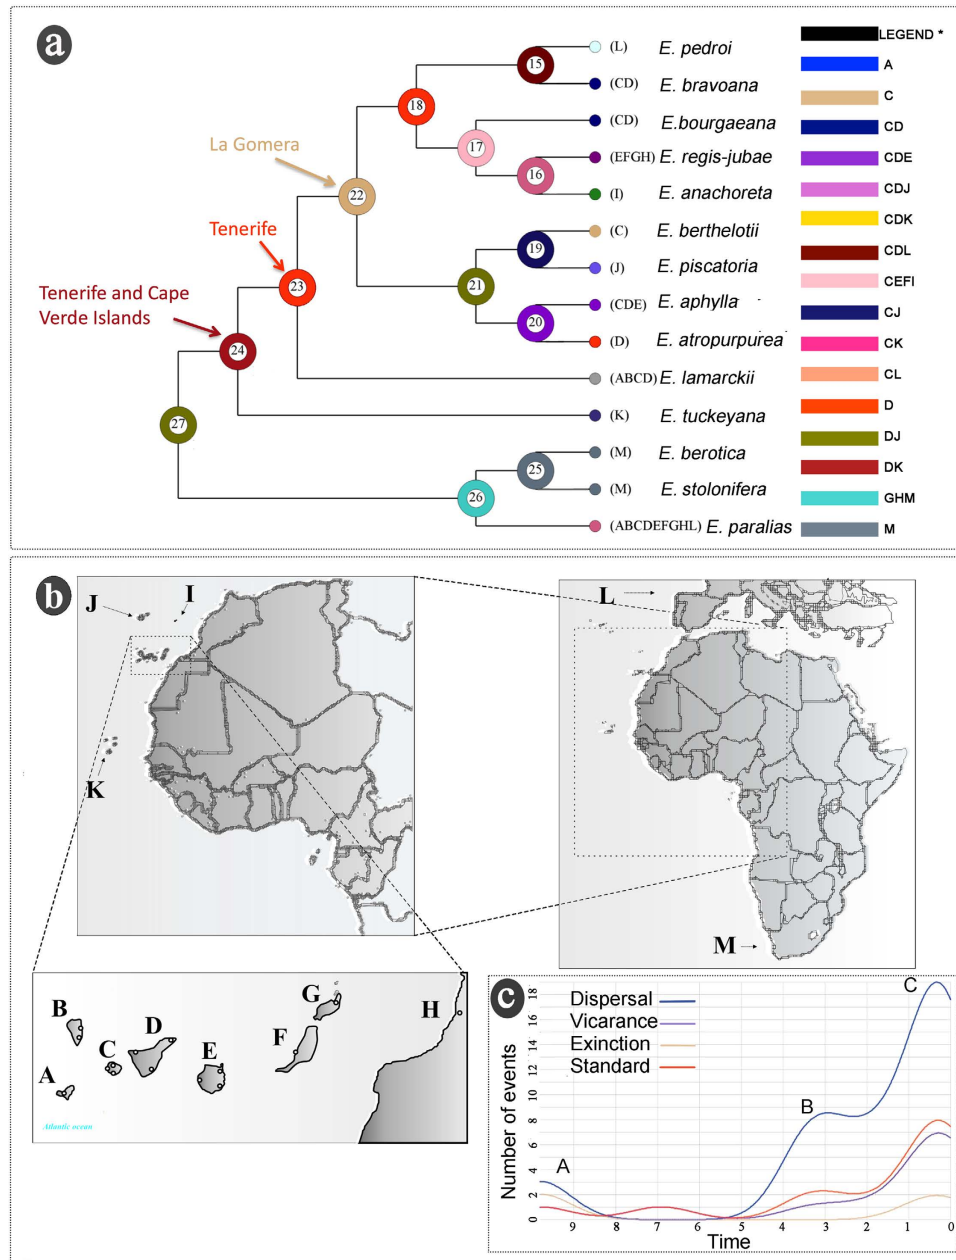 a
(L) E. pedroi
15
(CD) E. bravoana
18
(CD) E.bourgaeana
17
La Gomera
(EFGH) E. regis-jubae
16
(I) E. anachoreta
22
(C) E. berthelotii
Tenerife
19
(J) E. piscatoria
21
23
(CDE) E. aphylla
Tenerife and Cape
Verde Islands
20
(D) E. atropurpurea
24
(ABCD) E. lamarckii
(K) E. tuckeyana
27
(M) E. berotica
25
(M) E. stolonifera
26
(ABCDEFGHL) E. paralias
LEGEND *
A
C
CD
CDE
CDJ
CDK
CDL
CEFI
CJ
CK
CL
D
DJ
DK
GHM
M
b
J
I
K
L
M
A
B
C
D
E
F
G
H
Atlantic ocean
c
Dispersal
Vicarance
Exinction
Standard
A
B
C
Number of events
18
16
14
12
10
8
6
4
2
0
9 8 7 6 5 4 3 2 1 0
Time